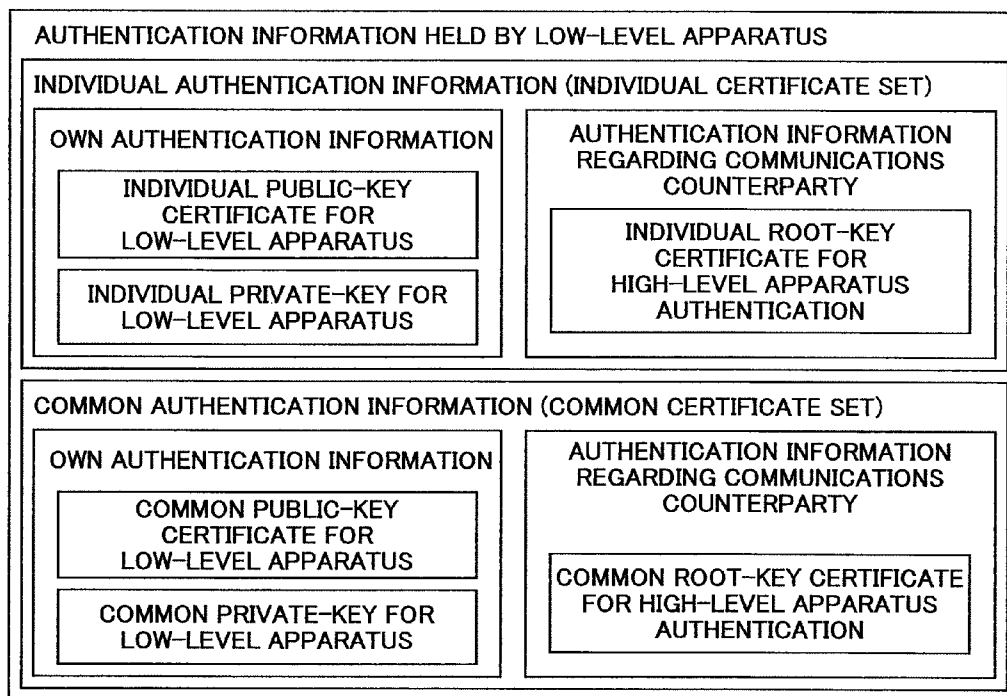 AUTHENTICATION INFORMATION HELD BY LOW-LEVEL APPARATUS
INDIVIDUAL AUTHENTICATION INFORMATION (INDIVIDUAL CERTIFICATE SET)
OWN AUTHENTICATION INFORMATION
INDIVIDUAL PUBLIC-KEY
CERTIFICATE FOR
LOW-LEVEL APPARATUS
INDIVIDUAL PRIVATE-KEY FOR
LOW-LEVEL APPARATUS
AUTHENTICATION INFORMATION
REGARDING COMMUNICATIONS
COUNTERPARTY
INDIVIDUAL ROOT-KEY
CERTIFICATE FOR
HIGH-LEVEL APPARATUS
AUTHENTICATION
COMMON AUTHENTICATION INFORMATION (COMMON CERTIFICATE SET)
OWN AUTHENTICATION INFORMATION
COMMON PUBLIC-KEY
CERTIFICATE FOR
LOW-LEVEL APPARATUS
COMMON PRIVATE-KEY FOR
LOW-LEVEL APPARATUS
AUTHENTICATION INFORMATION
REGARDING COMMUNICATIONS
COUNTERPARTY
COMMON ROOT-KEY CERTIFICATE
FOR HIGH-LEVEL APPARATUS
AUTHENTICATION